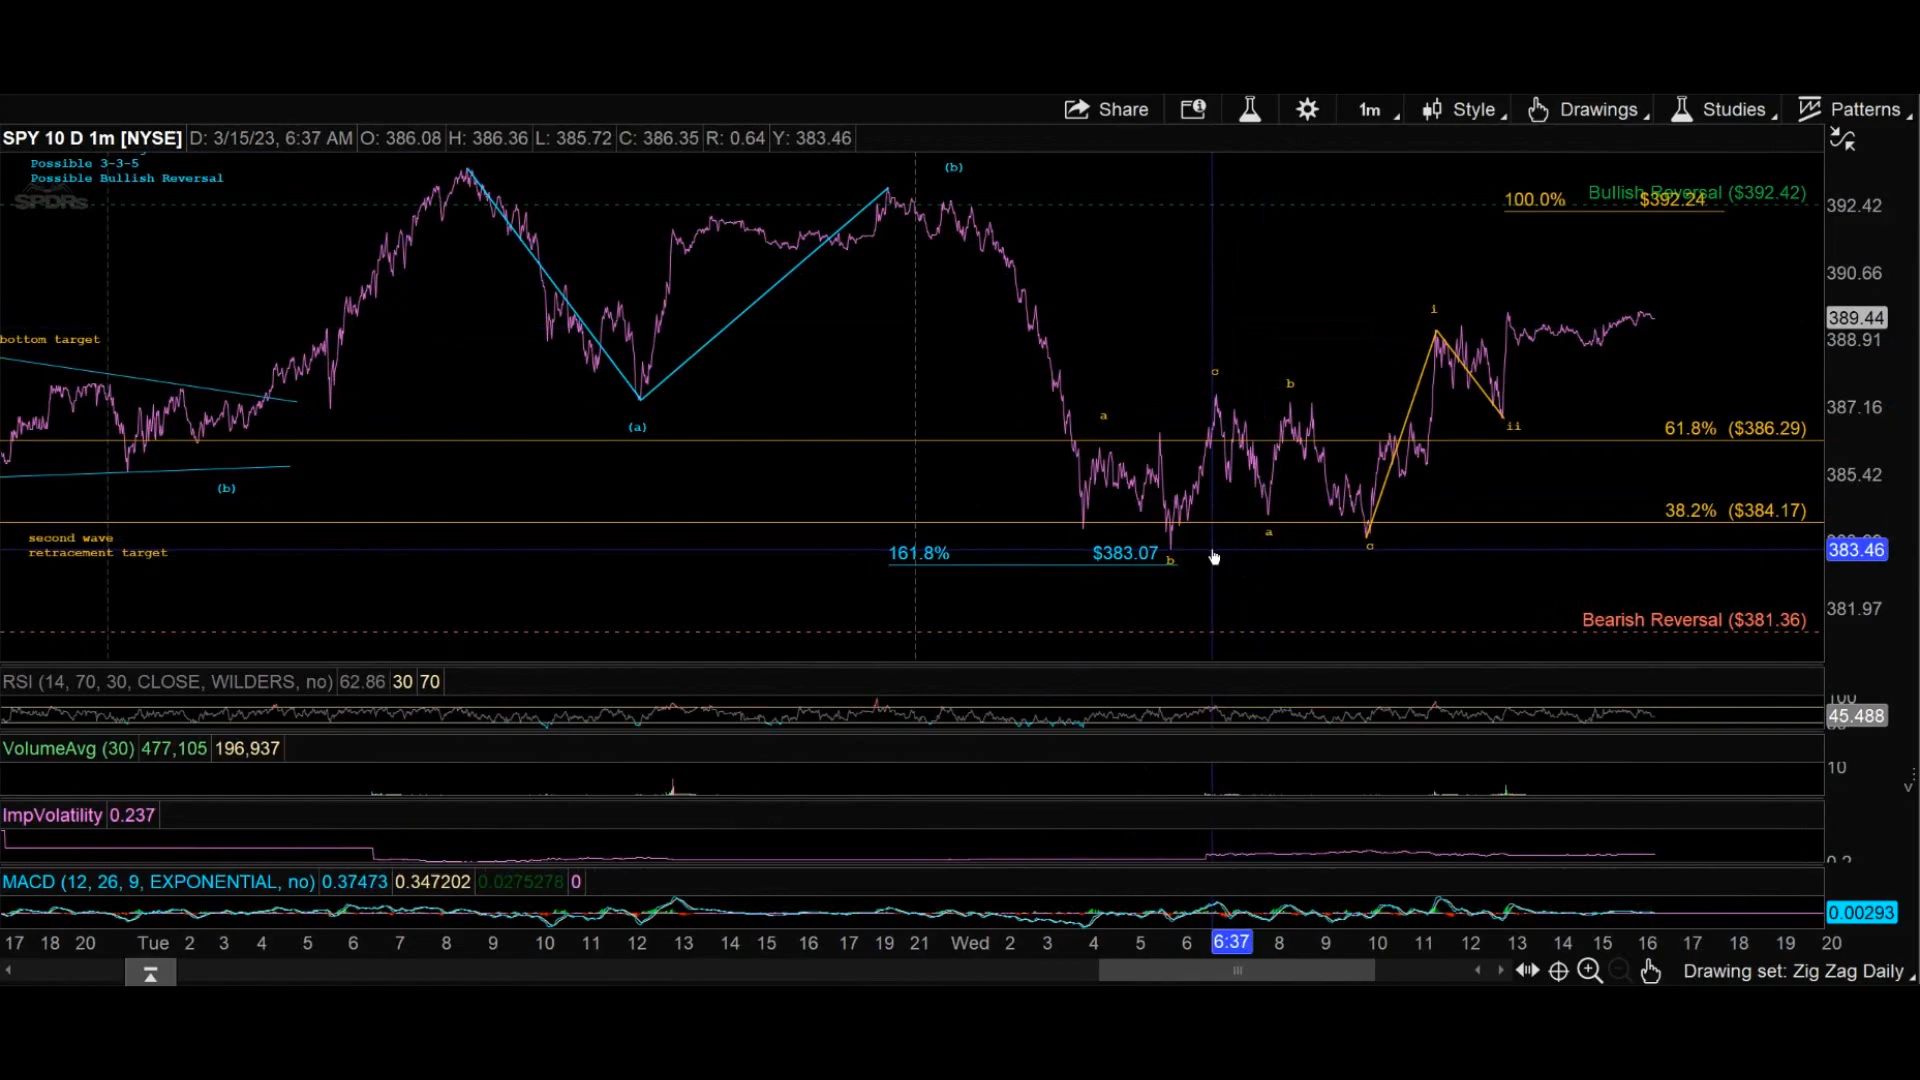 Share
1m
Style
Drawings
Studies
Patterns
SPY 10 D 1m [NYSE] D: 3/15/23, 6:37 AM O: 386.08 H: 386.36 L: 385.72 C: 386.35 R: 0.64 Y: 383.46
Possible 3-3-5
Possible Bullish Reversal
SPDRs
(b)
100.0% $392.24
Bullish Reversal ($392.42)
392.42
390.66
389.44
388.91
387.16
385.42
383.46
381.97
bottom target
i
a
c
b
(a)
ii
61.8% ($386.29)
(b)
38.2% ($384.17)
second wave
retracement target
a
c
161.8% $383.07
b
Bearish Reversal ($381.36)
RSI (14, 70, 30, CLOSE, WILDERS, no) 62.86 30 70
45.488
VolumeAvg (30) 477,105 196,937
10
ImpVolatility 0.237
0.2
MACD (12, 26, 9, EXPONENTIAL, no) 0.37473 0.347202 0.0275278 0
0.00293
17 18 20 Tue 2 3 4 5 6 7 8 9 10 11 12 13 14 15 16 17 19 21 Wed 2 3 4 5 6 6:37 8 9 10 11 12 13 14 15 16 17 18 19 20
Drawing set: Zig Zag Daily